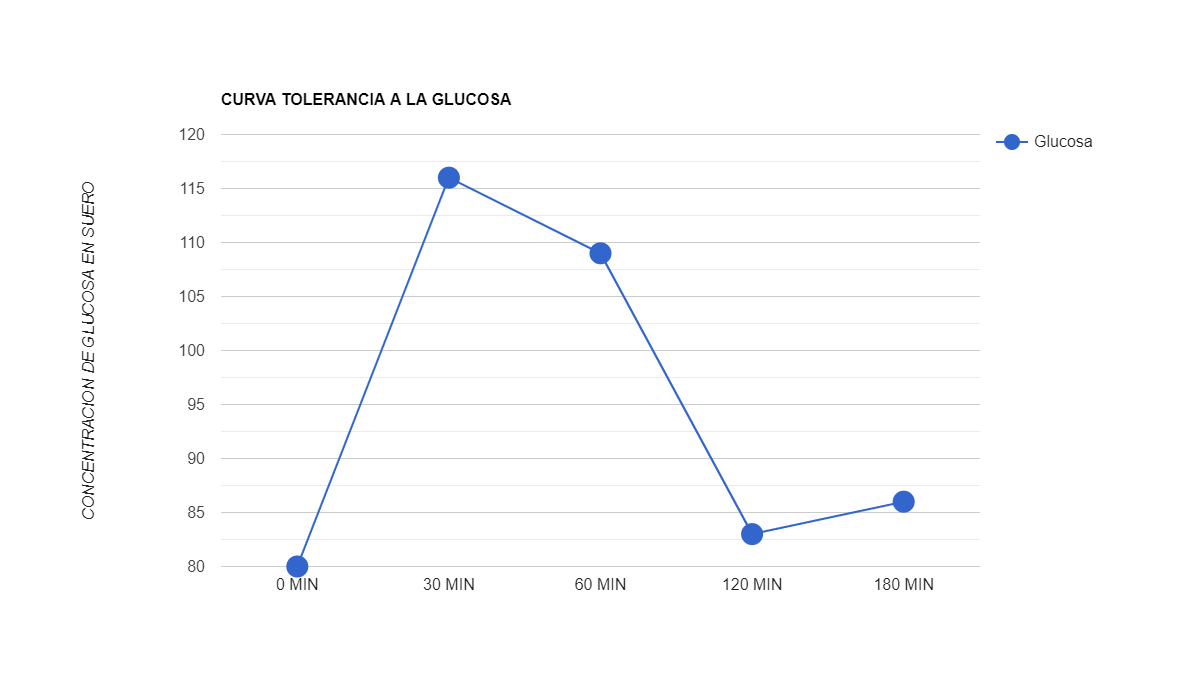 CURVA TOLERANCIA A LA GLUCOSA
Glucosa
CONCENTRACION DE GLUCOSA EN SUERO
120
115
110
105
100
95
90
85
80
0 MIN
30 MIN
60 MIN
120 MIN
180 MIN